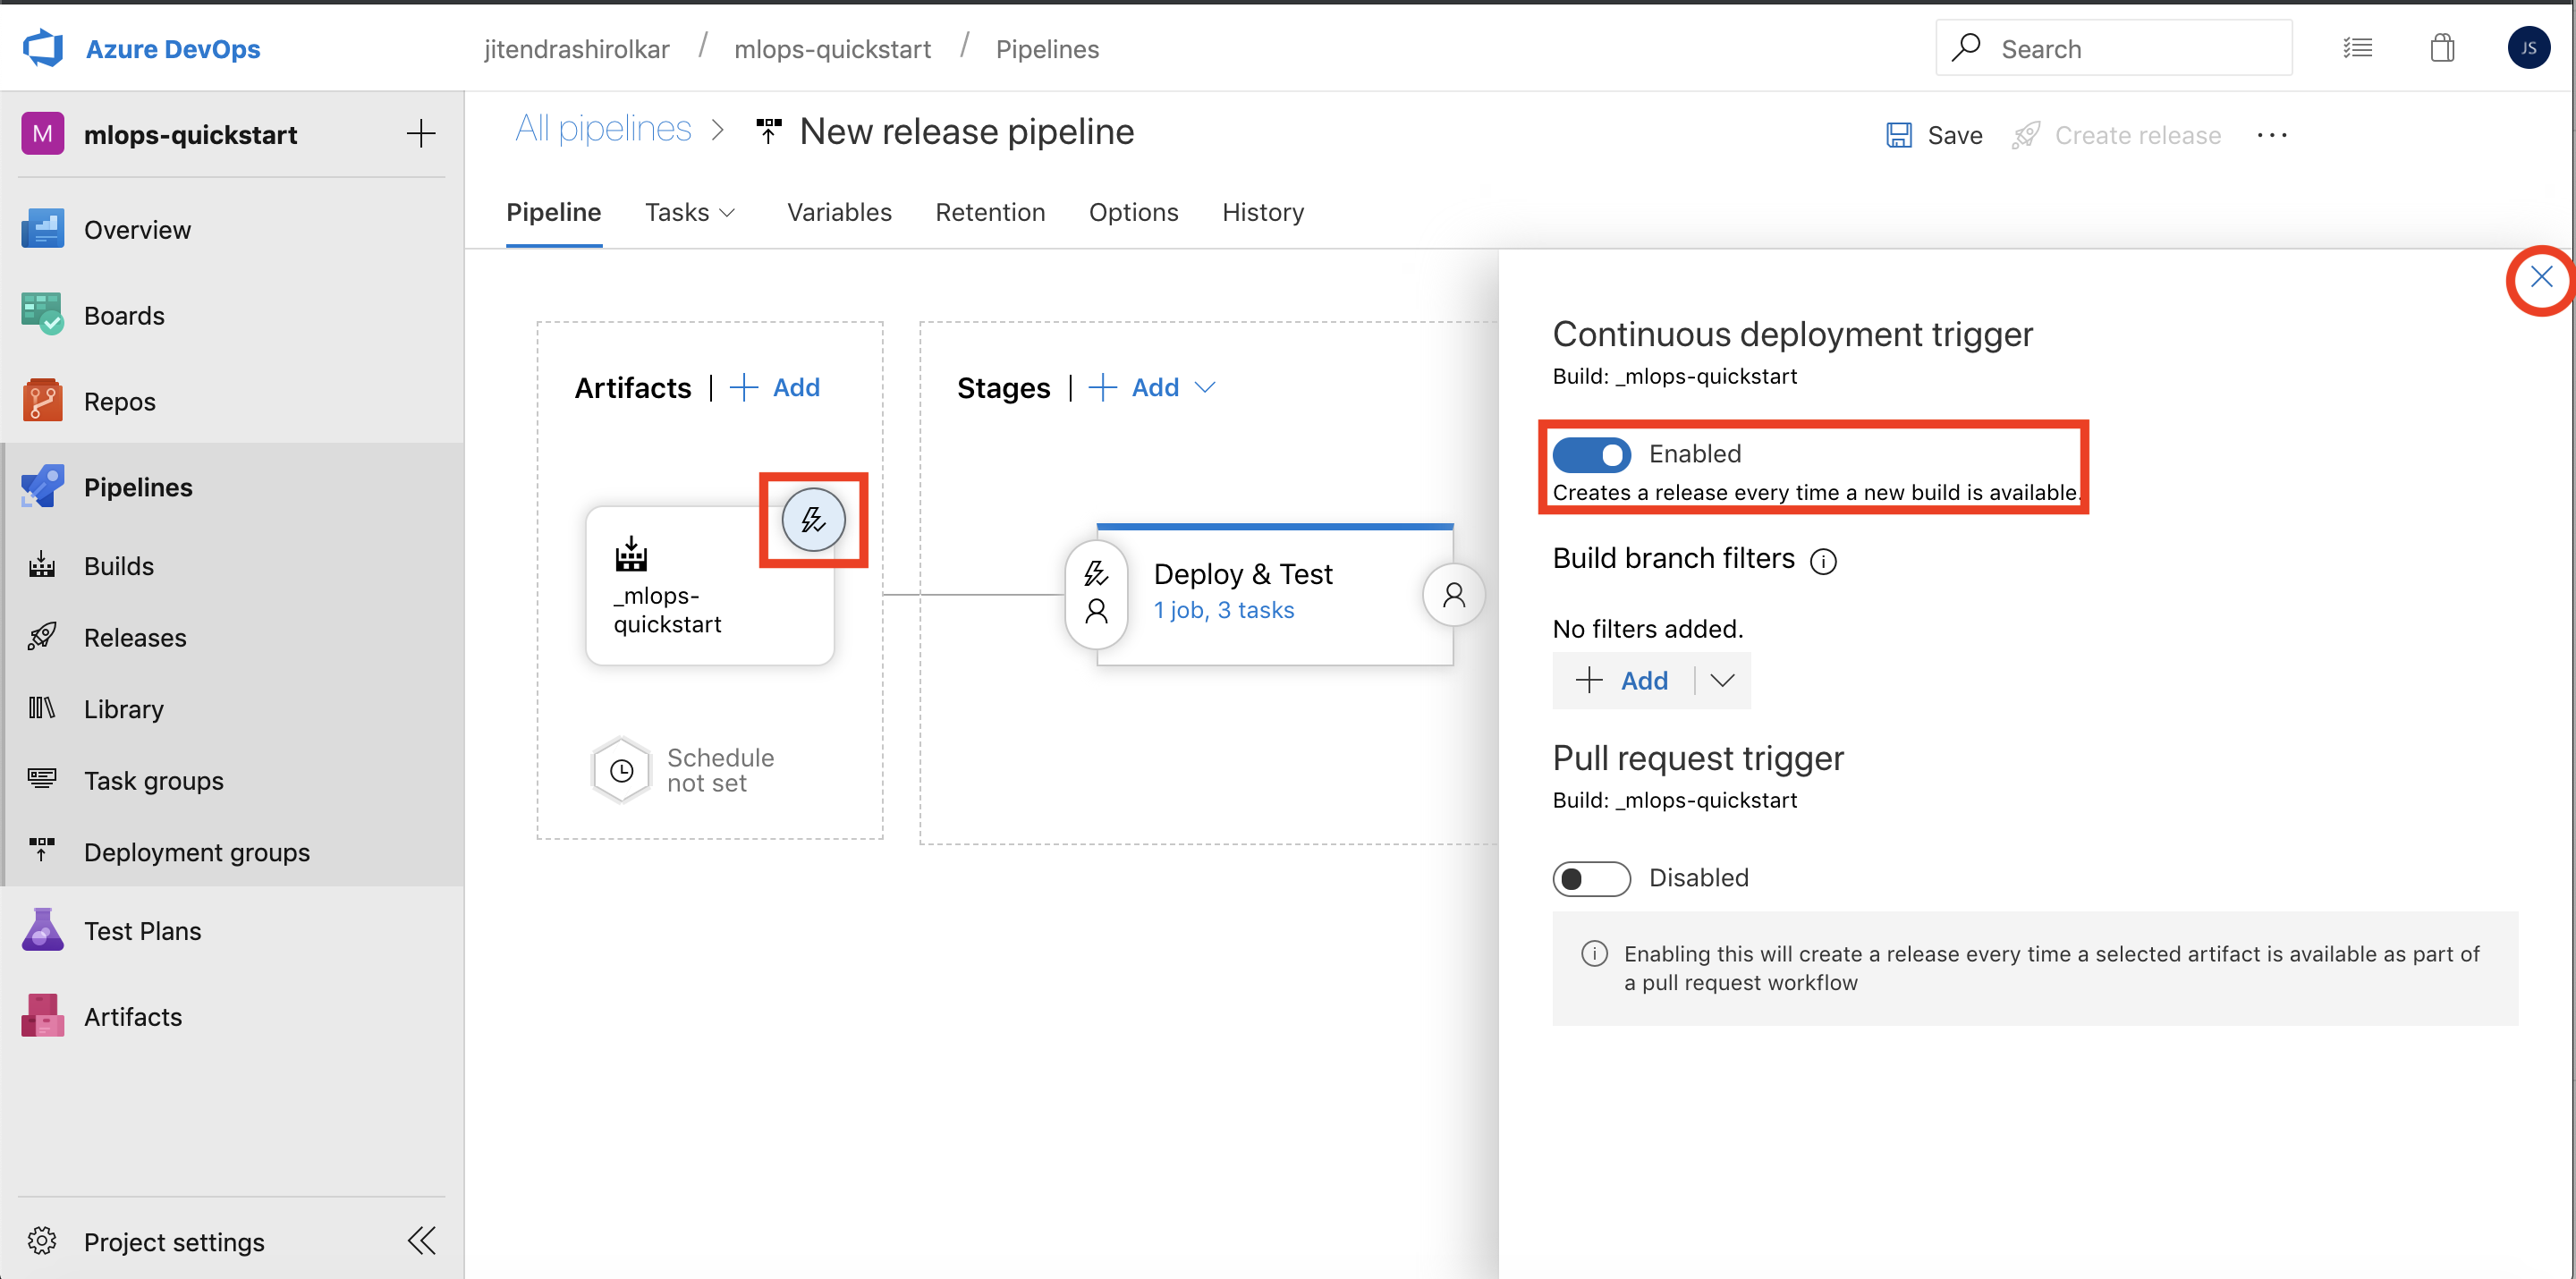 Azure DevOps
jitendrashirolkar / mlops-quickstart / Pipelines
Search
JS
M mlops-quickstart
Overview
Boards
Repos
Pipelines
Builds
Releases
Library
Task groups
Deployment groups
Test Plans
Artifacts
Project settings
All pipelines > New release pipeline
Save
Create release
Pipeline
Tasks
Variables
Retention
Options
History
Artifacts | + Add
_mlops-
quickstart
Schedule
not set
Stages | + Add
Deploy & Test
1 job, 3 tasks
Continuous deployment trigger
Build: _mlops-quickstart
Enabled
Creates a release every time a new build is available.
Build branch filters
No filters added.
+ Add
Pull request trigger
Build: _mlops-quickstart
Disabled
Enabling this will create a release every time a selected artifact is available as part of
a pull request workflow